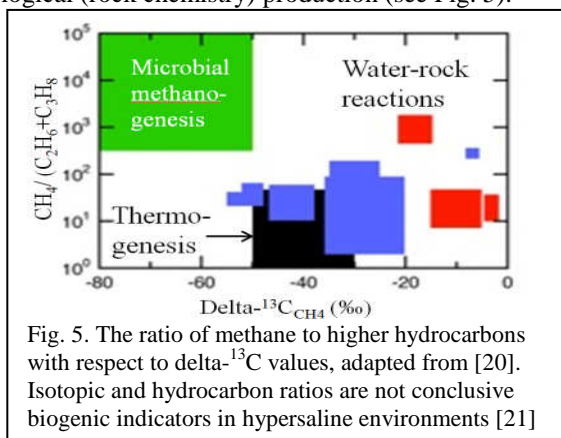 logical (rock chemistry) production (see Fig. 5).
10⁵
10⁴
10³
10²
10¹
10⁰
CH₄/ (C₂H₆+C₃H₈)
Microbial
methano-
genesis
Water-rock
reactions
Thermo-
genesis
-80
-60
-40
-20
0
Delta-¹³C_CH4 (‰)
Fig. 5. The ratio of methane to higher hydrocarbons
with respect to delta-¹³C values, adapted from [20].
Isotopic and hydrocarbon ratios are not conclusive
biogenic indicators in hypersaline environments [21]